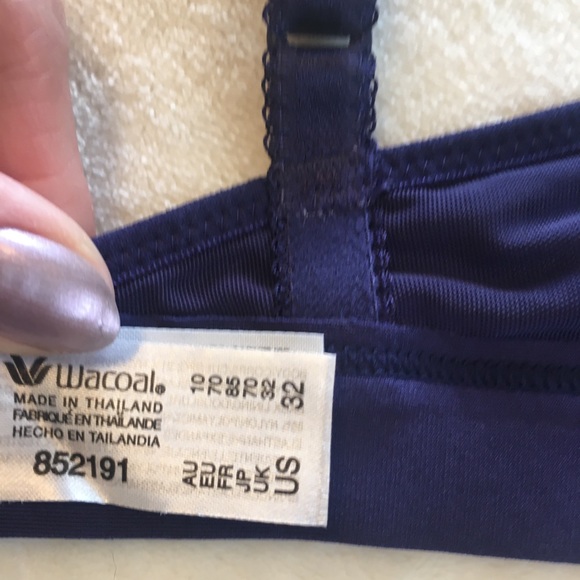 Wacoal®
MADE IN THAILAND
FABRIQUÉ EN THAÏLANDE
HECHO EN TAILANDIA
852191
AU 10
EU 70
FR 85
JP 70
UK 32
US 32